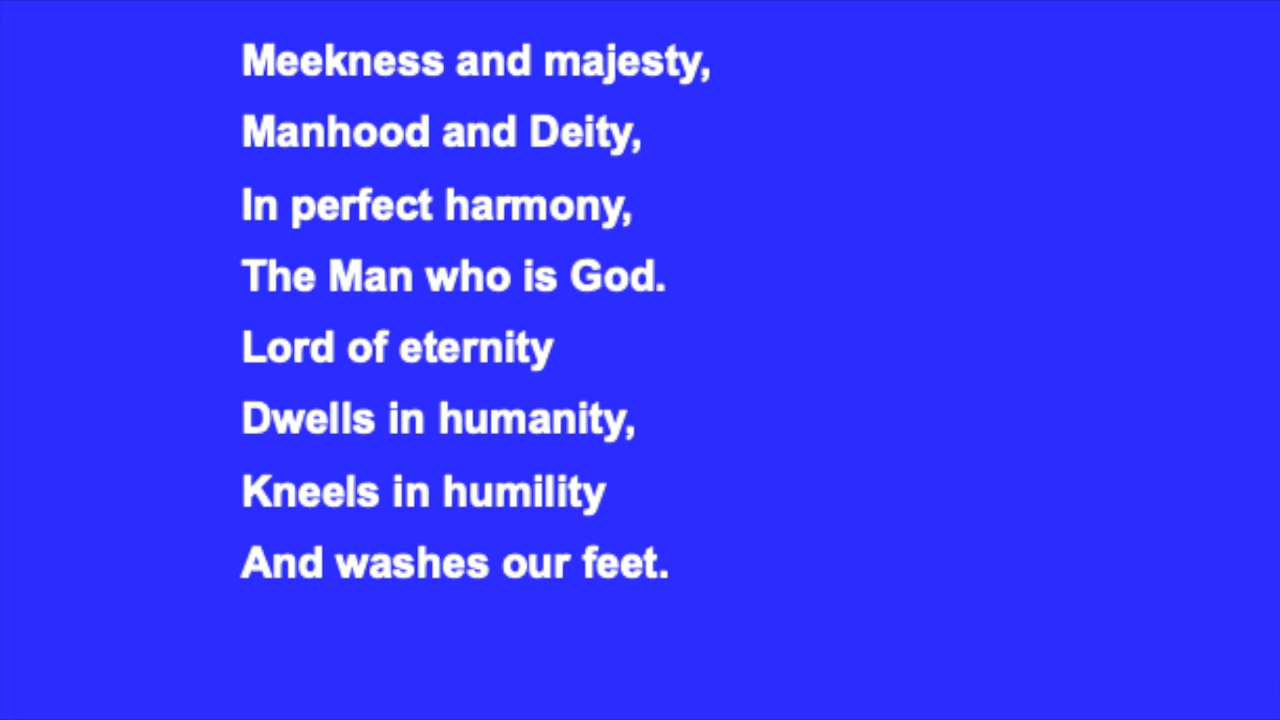 Meekness and majesty,
Manhood and Deity,
In perfect harmony,
The Man who is God.
Lord of eternity
Dwells in humanity,
Kneels in humility
And washes our feet.